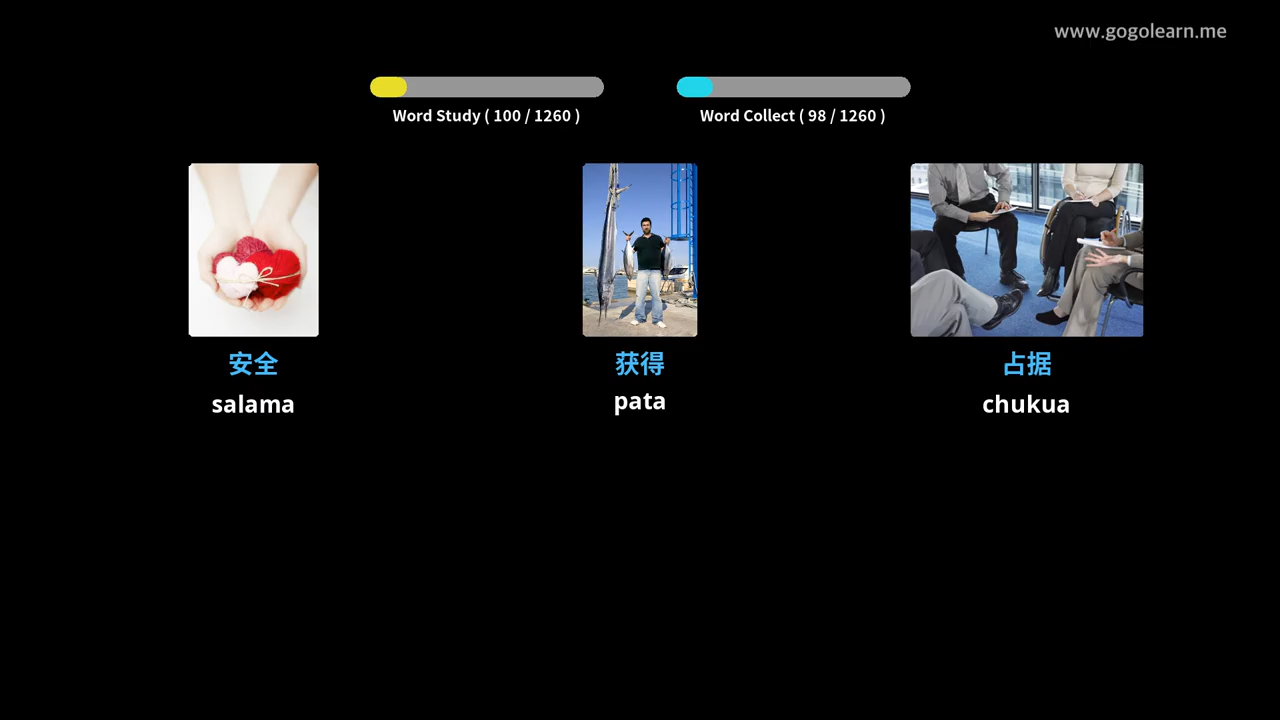 www.gogolearn.me
Word Study ( 100 / 1260 )
Word Collect ( 98 / 1260 )
安全
salama
获得
pata
占据
chukua